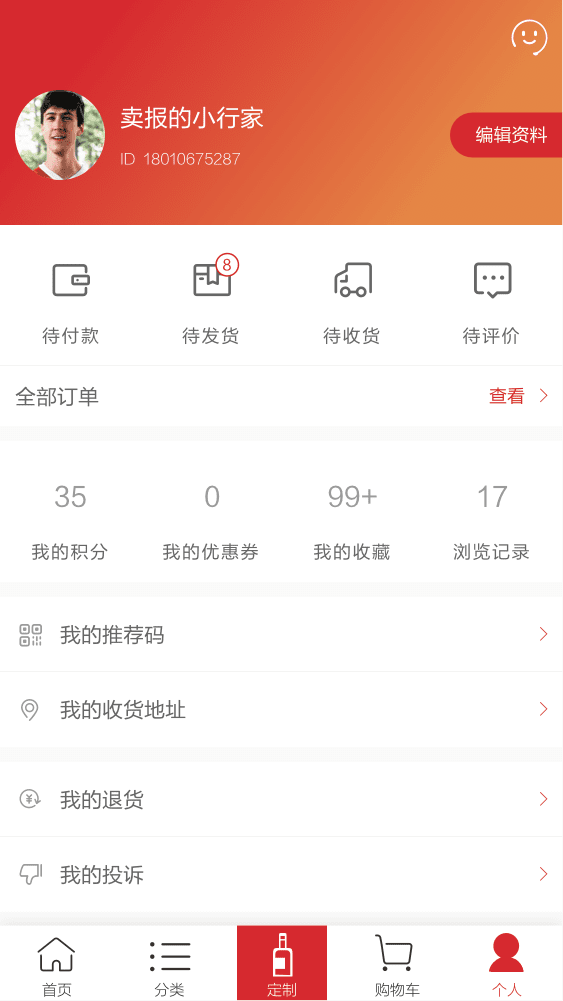 卖报的小行家
ID 18010675287
编辑资料
8
待付款 待发货 待收货 待评价
全部订单 查看
35 0 99+ 17
我的积分 我的优惠券 我的收藏 浏览记录
我的推荐码
我的收货地址
¥
我的退货
我的投诉
首页 分类 定制 购物车 个人